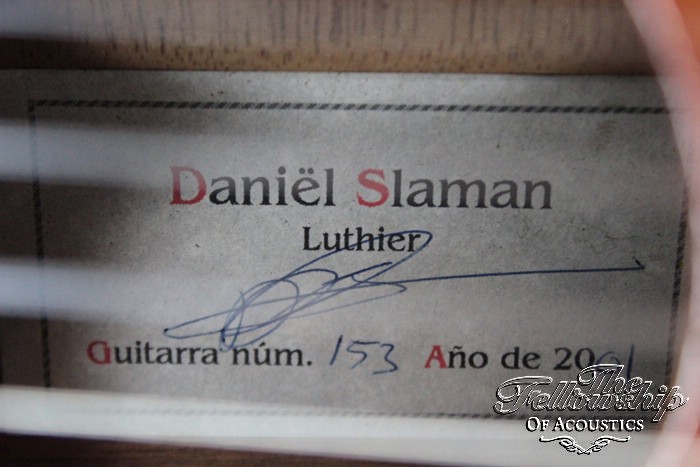 Daniël Slaman
Luthier
Guitarra núm. 153 Año de 2001
The
Fellowship
OF ACOUSTICS